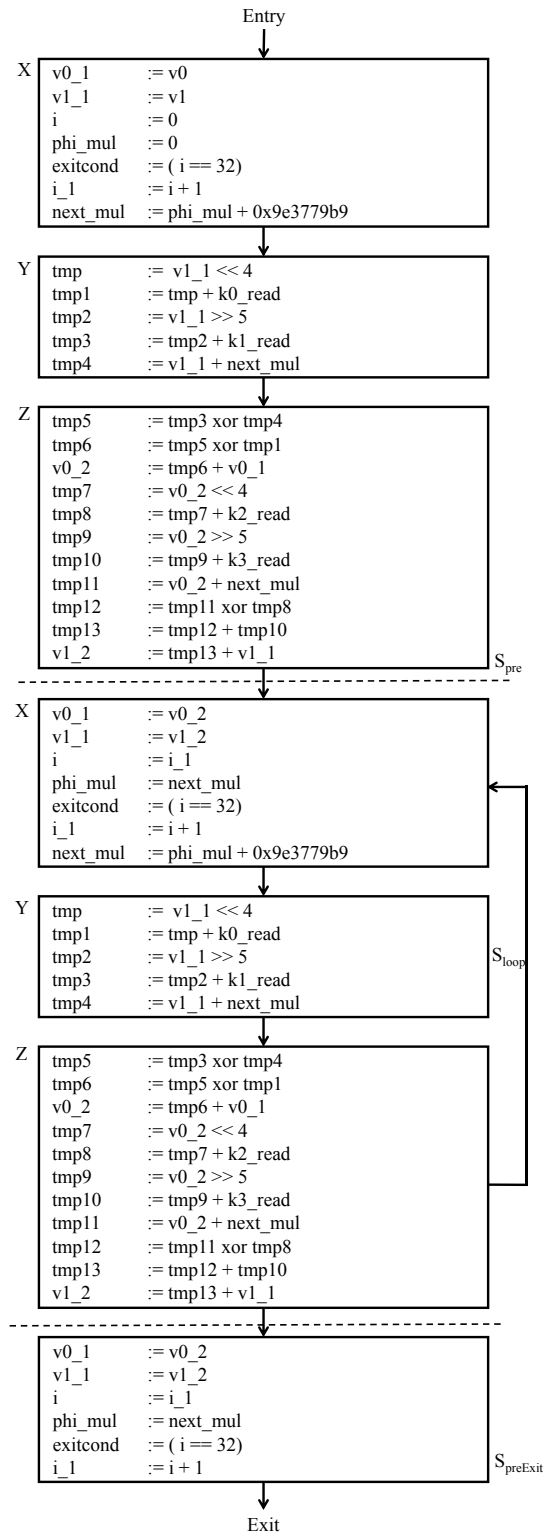 Entry
X
v0_1 := v0
v1_1 := v1
i := 0
phi_mul := 0
exitcond := ( i == 32)
i_1 := i + 1
next_mul := phi_mul + 0x9e3779b9
Y
tmp := v1_1 << 4
tmp1 := tmp + k0_read
tmp2 := v1_1 >> 5
tmp3 := tmp2 + k1_read
tmp4 := v1_1 + next_mul
Z
tmp5 := tmp3 xor tmp4
tmp6 := tmp5 xor tmp1
v0_2 := tmp6 + v0_1
tmp7 := v0_2 << 4
tmp8 := tmp7 + k2_read
tmp9 := v0_2 >> 5
tmp10 := tmp9 + k3_read
tmp11 := v0_2 + next_mul
tmp12 := tmp11 xor tmp8
tmp13 := tmp12 + tmp10
v1_2 := tmp13 + v1_1
Spre
X
v0_1 := v0_2
v1_1 := v1_2
i := i_1
phi_mul := next_mul
exitcond := ( i == 32)
i_1 := i + 1
next_mul := phi_mul + 0x9e3779b9
Y
tmp := v1_1 << 4
tmp1 := tmp + k0_read
tmp2 := v1_1 >> 5
tmp3 := tmp2 + k1_read
tmp4 := v1_1 + next_mul
Sloop
Z
tmp5 := tmp3 xor tmp4
tmp6 := tmp5 xor tmp1
v0_2 := tmp6 + v0_1
tmp7 := v0_2 << 4
tmp8 := tmp7 + k2_read
tmp9 := v0_2 >> 5
tmp10 := tmp9 + k3_read
tmp11 := v0_2 + next_mul
tmp12 := tmp11 xor tmp8
tmp13 := tmp12 + tmp10
v1_2 := tmp13 + v1_1
v0_1 := v0_2
v1_1 := v1_2
i := i_1
phi_mul := next_mul
exitcond := ( i == 32)
i_1 := i + 1
SpreExit
Exit